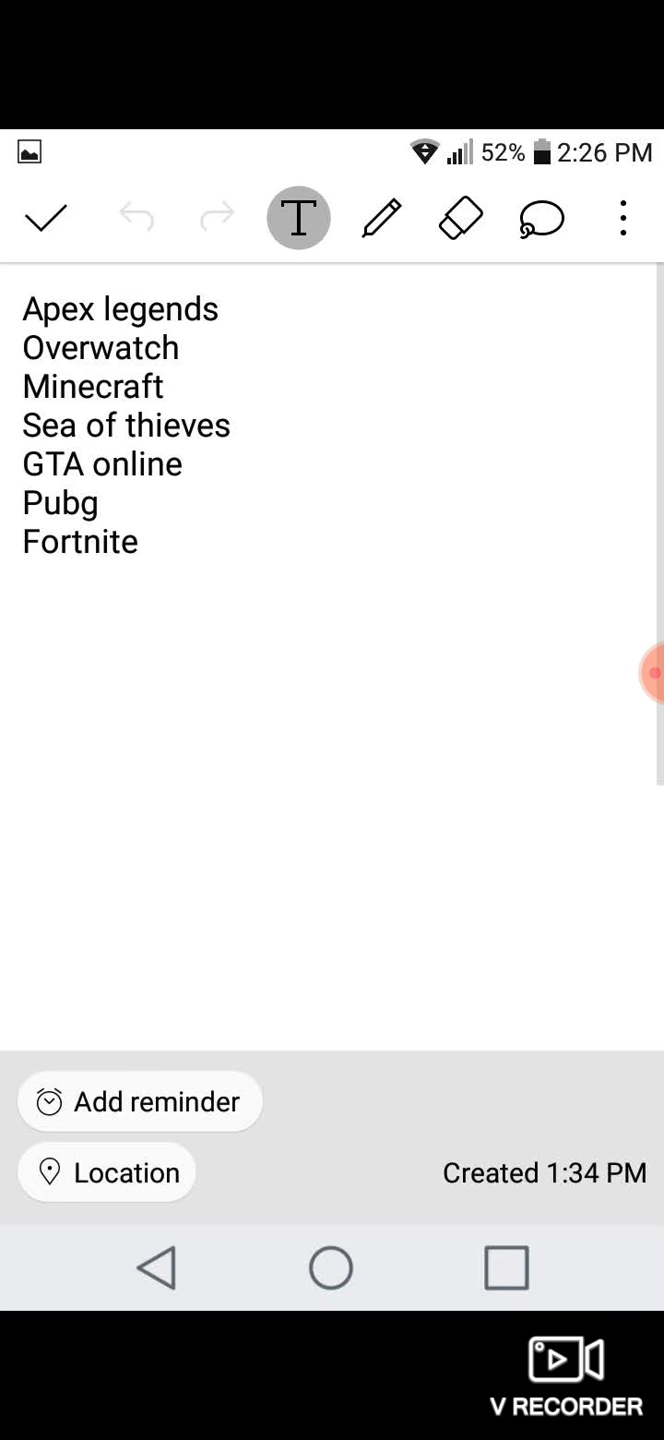 52% 2:26 PM
T
Apex legends
Overwatch
Minecraft
Sea of thieves
GTA online
Pubg
Fortnite
Add reminder
Location
Created 1:34 PM
V RECORDER